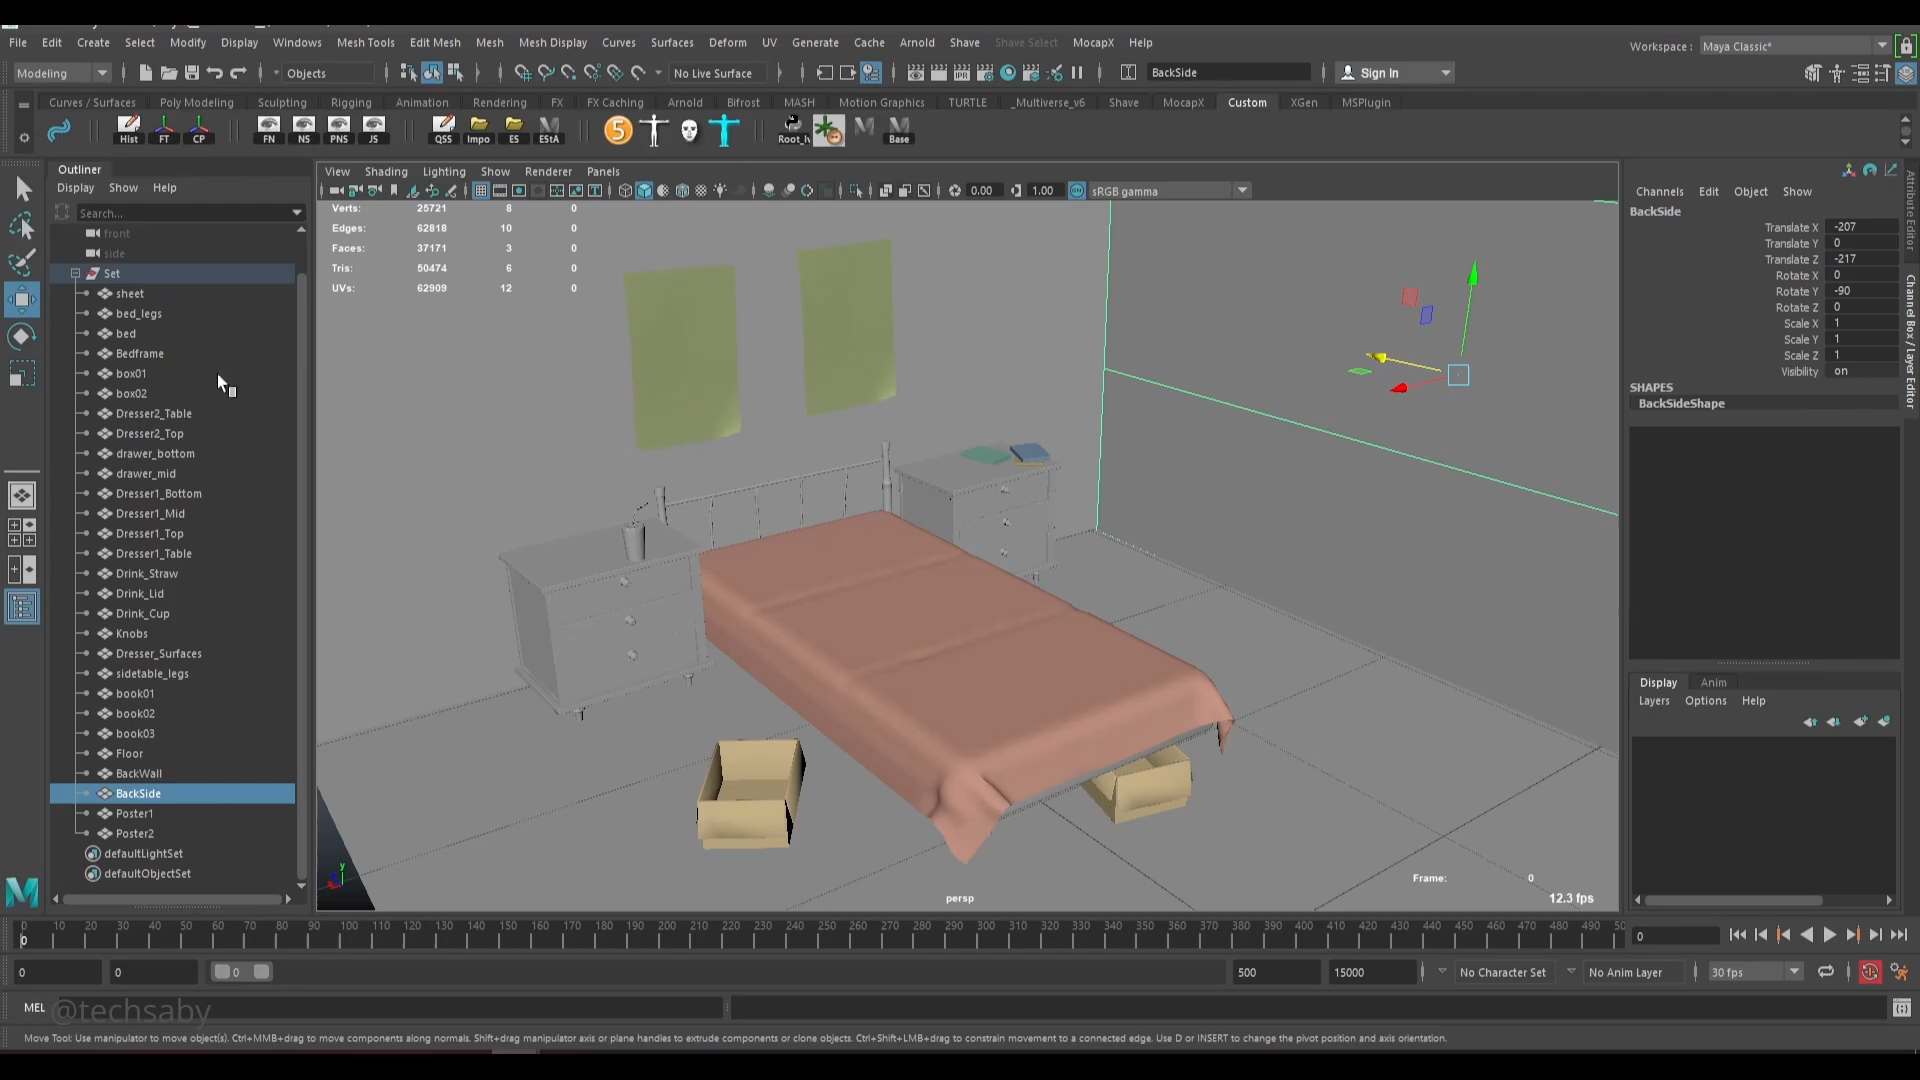 File Edit Create Select Modify Display Windows Mesh Tools Edit Mesh Mesh Mesh Display Curves Surfaces Deform UV Generate Cache Arnold Shave Shave Select MocapX Help
Workspace : Maya Classic*
Modeling Objects No Live Surface BackSide Sign In
Curves / Surfaces Poly Modeling Sculpting Rigging Animation Rendering FX FX Caching Arnold Bifrost MASH Motion Graphics TURTLE _Multiverse_v6 Shave MocapX Custom XGen MSPlugin
Hist FT CP FN NS PNS JS QSS Impo ES EStA 5 Base
Outliner
Display Show Help
Search...
front
side
Set
sheet
bed_legs
bed
Bedframe
box01
box02
Dresser2_Table
Dresser2_Top
drawer_bottom
drawer_mid
Dresser1_Bottom
Dresser1_Mid
Dresser1_Top
Dresser1_Table
Drink_Straw
Drink_Lid
Drink_Cup
Knobs
Dresser_Surfaces
sidetable_legs
book01
book02
book03
Floor
BackWall
BackSide
Poster1
Poster2
defaultLightSet
defaultObjectSet
View Shading Lighting Show Renderer Panels
0.00 1.00 sRGB gamma
Verts: 25721 8 0
Edges: 62818 10 0
Faces: 37171 3 0
Tris: 50474 6 0
UVs: 62909 12 0
y
persp
Frame: 0
12.3 fps
Channels Edit Object Show
BackSide
Translate X -207
Translate Y 0
Translate Z -217
Rotate X 0
Rotate Y -90
Rotate Z 0
Scale X 1
Scale Y 1
Scale Z 1
Visibility on
SHAPES
BackSideShape
Attribute Editor
Channel Box / Layer Editor
Display Anim
Layers Options Help
0 10 20 30 40 50 60 70 80 90 100 110 120 130 140 150 160 170 180 190 200 210 220 230 240 250 260 270 280 290 300 310 320 330 340 350 360 370 380 390 400 410 420 430 440 450 460 470 480 490 50
0
0
0 0 0 500 15000 No Character Set No Anim Layer 30 fps
MEL @techsaby
Move Tool: Use manipulator to move object(s). Ctrl+MMB+drag to move components along normals. Shift+drag manipulator axis or plane handles to extrude components or clone objects. Ctrl+Shift+LMB+drag to constrain movement to a connected edge. Use D or INSERT to change the pivot position and axis orientation.